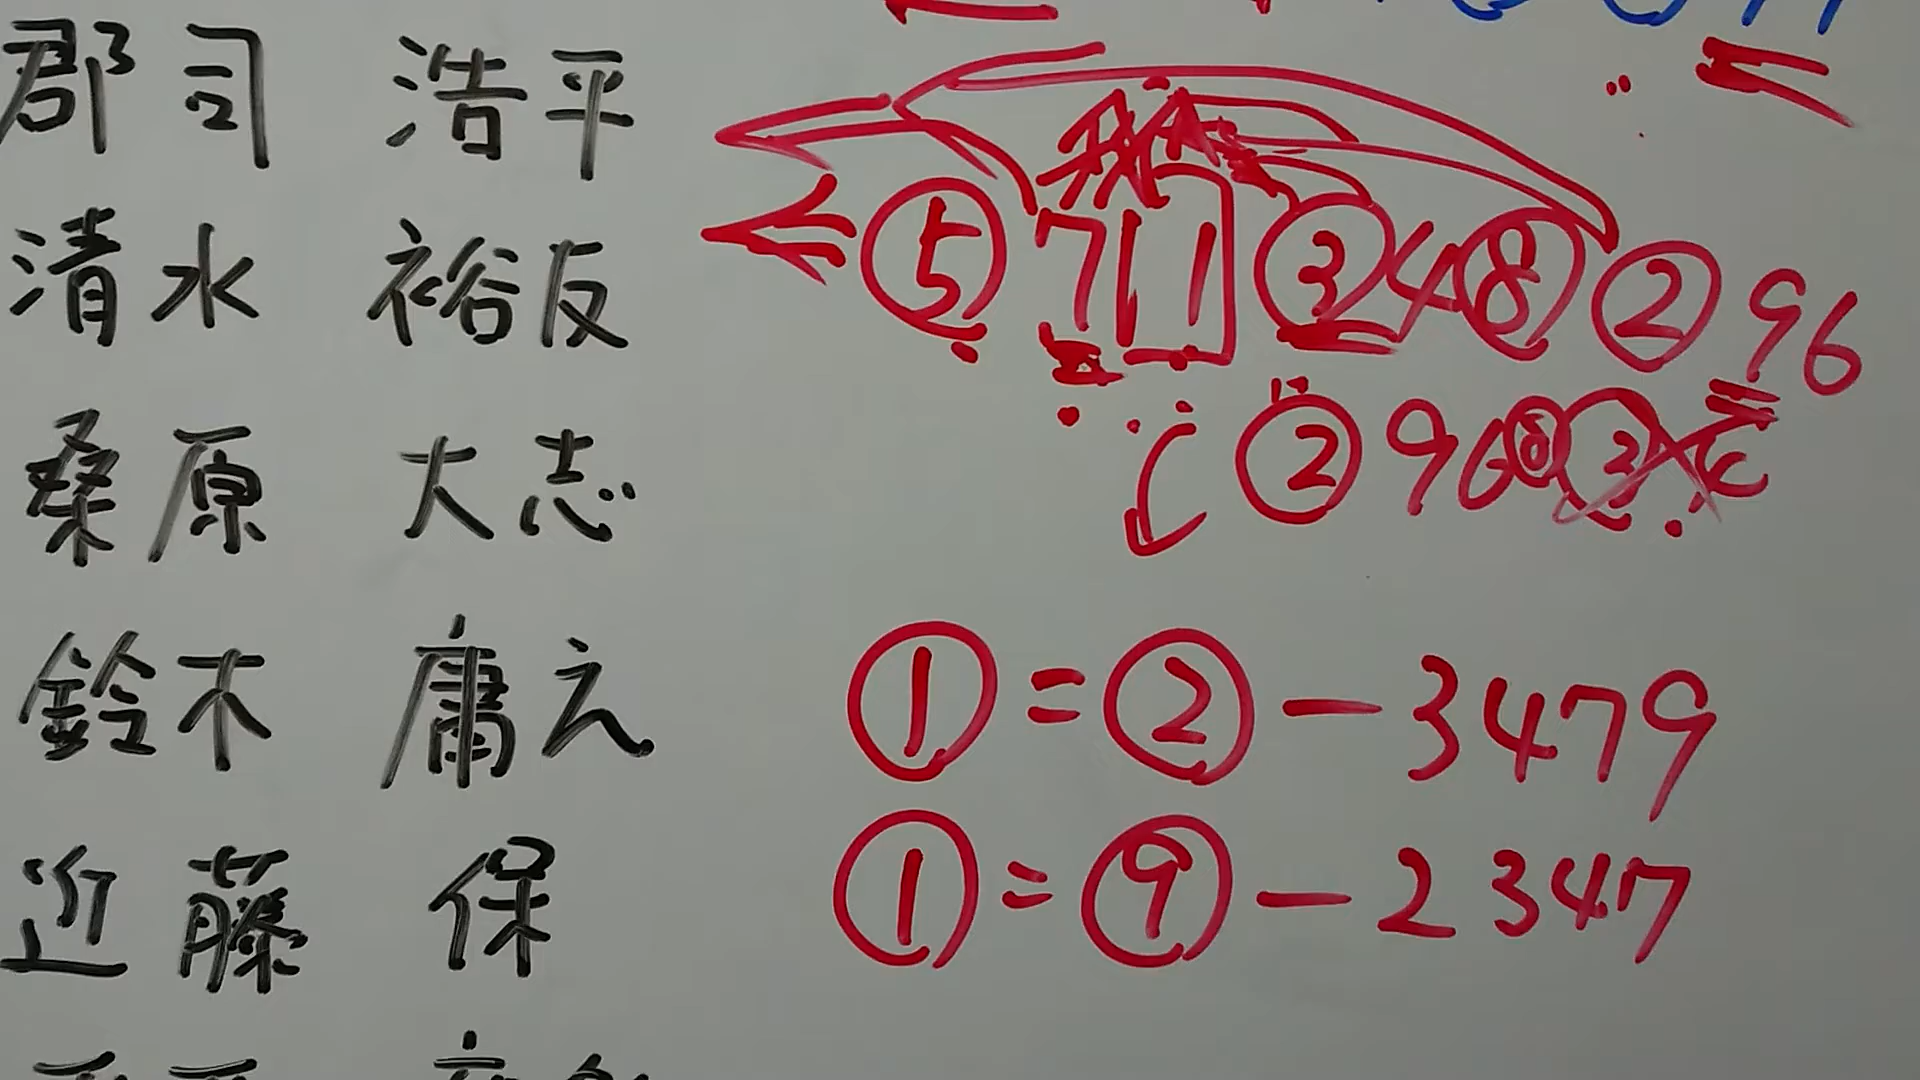 郡司 浩平
清水 裕友
桑原 大志
鈴木 庸之
近藤 保
⑤ 7 1 ③ 4 ⑧ ② 9 6
② 9 6 ⑧ ③
① = ② − 3479
① = ⑨ − 2347